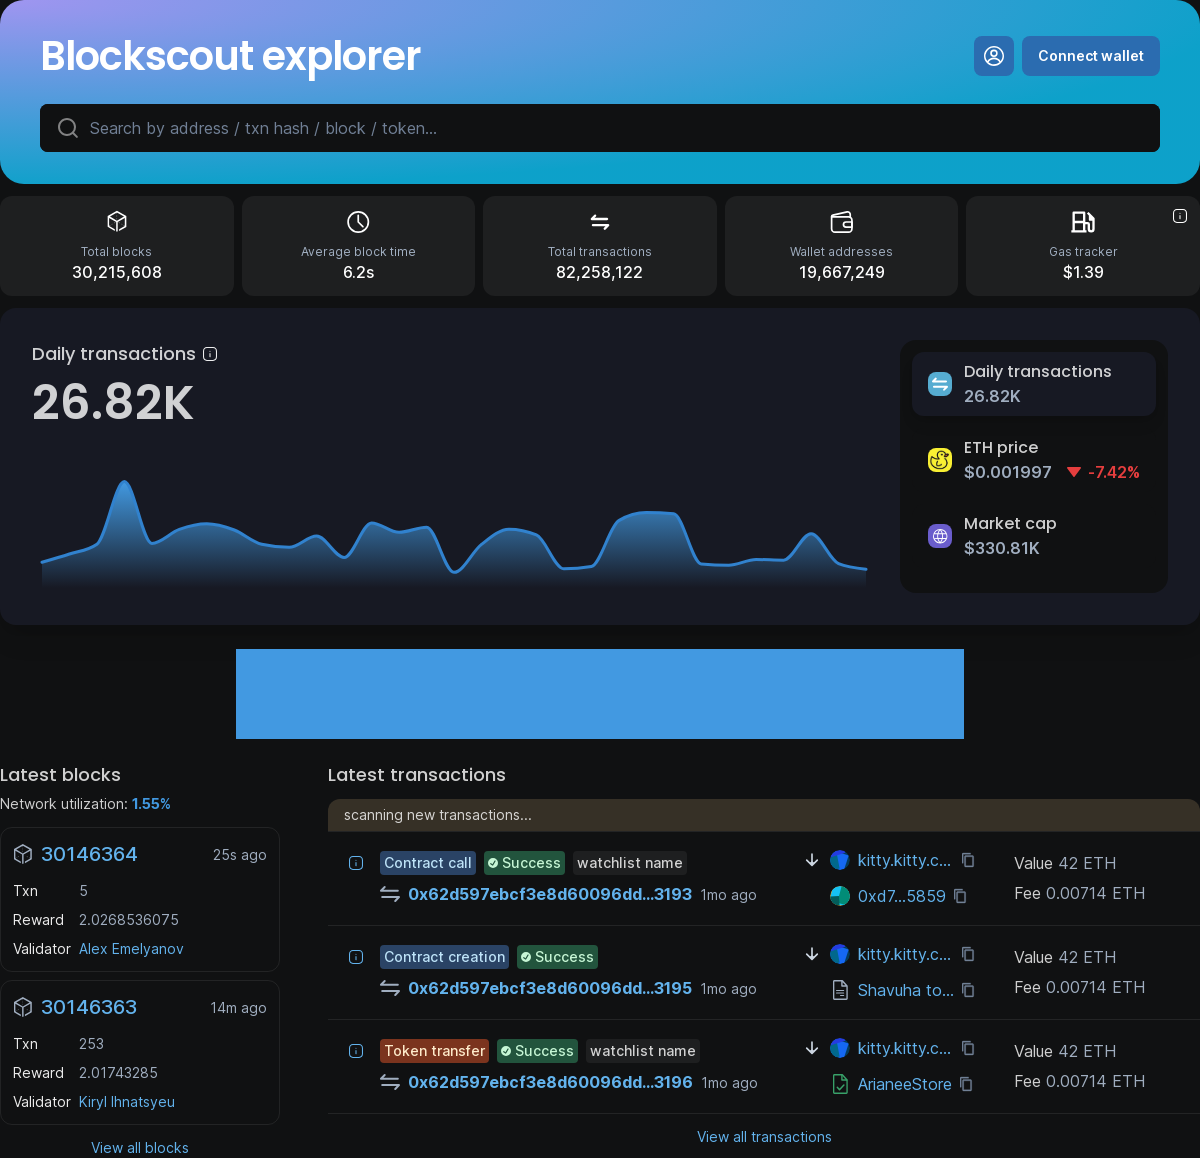 Blockscout explorer
Connect wallet
Search by address / txn hash / block / token...
Total blocks
30,215,608
Average block time
6.2s
Total transactions
82,258,122
Wallet addresses
19,667,249
Gas tracker
$1.39
Daily transactions
26.82K
Daily transactions
26.82K
ETH price
$0.001997 -7.42%
Market cap
$330.81K
Latest blocks
Network utilization: 1.55%
30146364 25s ago
Txn 5
Reward 2.0268536075
Validator Alex Emelyanov
30146363 14m ago
Txn 253
Reward 2.01743285
Validator Kiryl Ihnatsyeu
View all blocks
Latest transactions
scanning new transactions...
Contract call Success watchlist name
0x62d597ebcf3e8d60096dd...3193 1mo ago
kitty.kitty.c...
0xd7...5859
Value 42 ETH
Fee 0.00714 ETH
Contract creation Success
0x62d597ebcf3e8d60096dd...3195 1mo ago
kitty.kitty.c...
Shavuha to...
Value 42 ETH
Fee 0.00714 ETH
Token transfer Success watchlist name
0x62d597ebcf3e8d60096dd...3196 1mo ago
kitty.kitty.c...
ArianeeStore
Value 42 ETH
Fee 0.00714 ETH
View all transactions